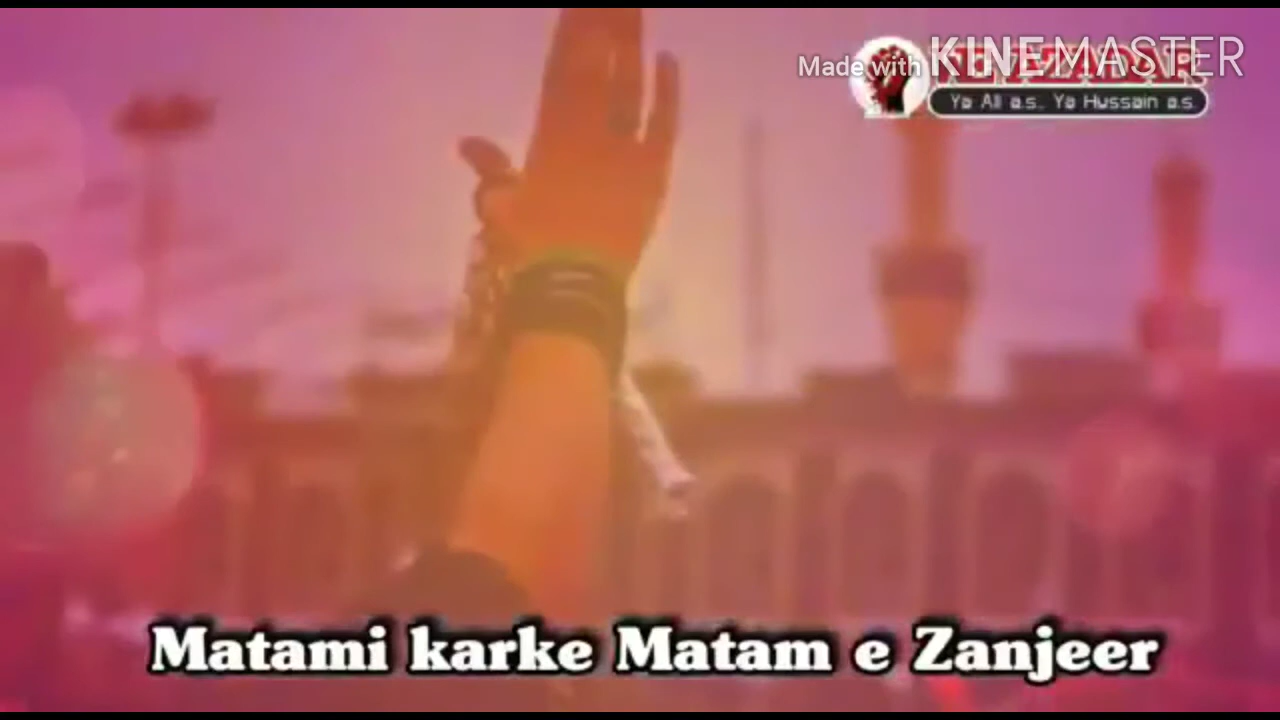 Made with KINEMASTER
Ya Ali a.s., Ya Hussain a.s
Matami karke Matam e Zanjeer